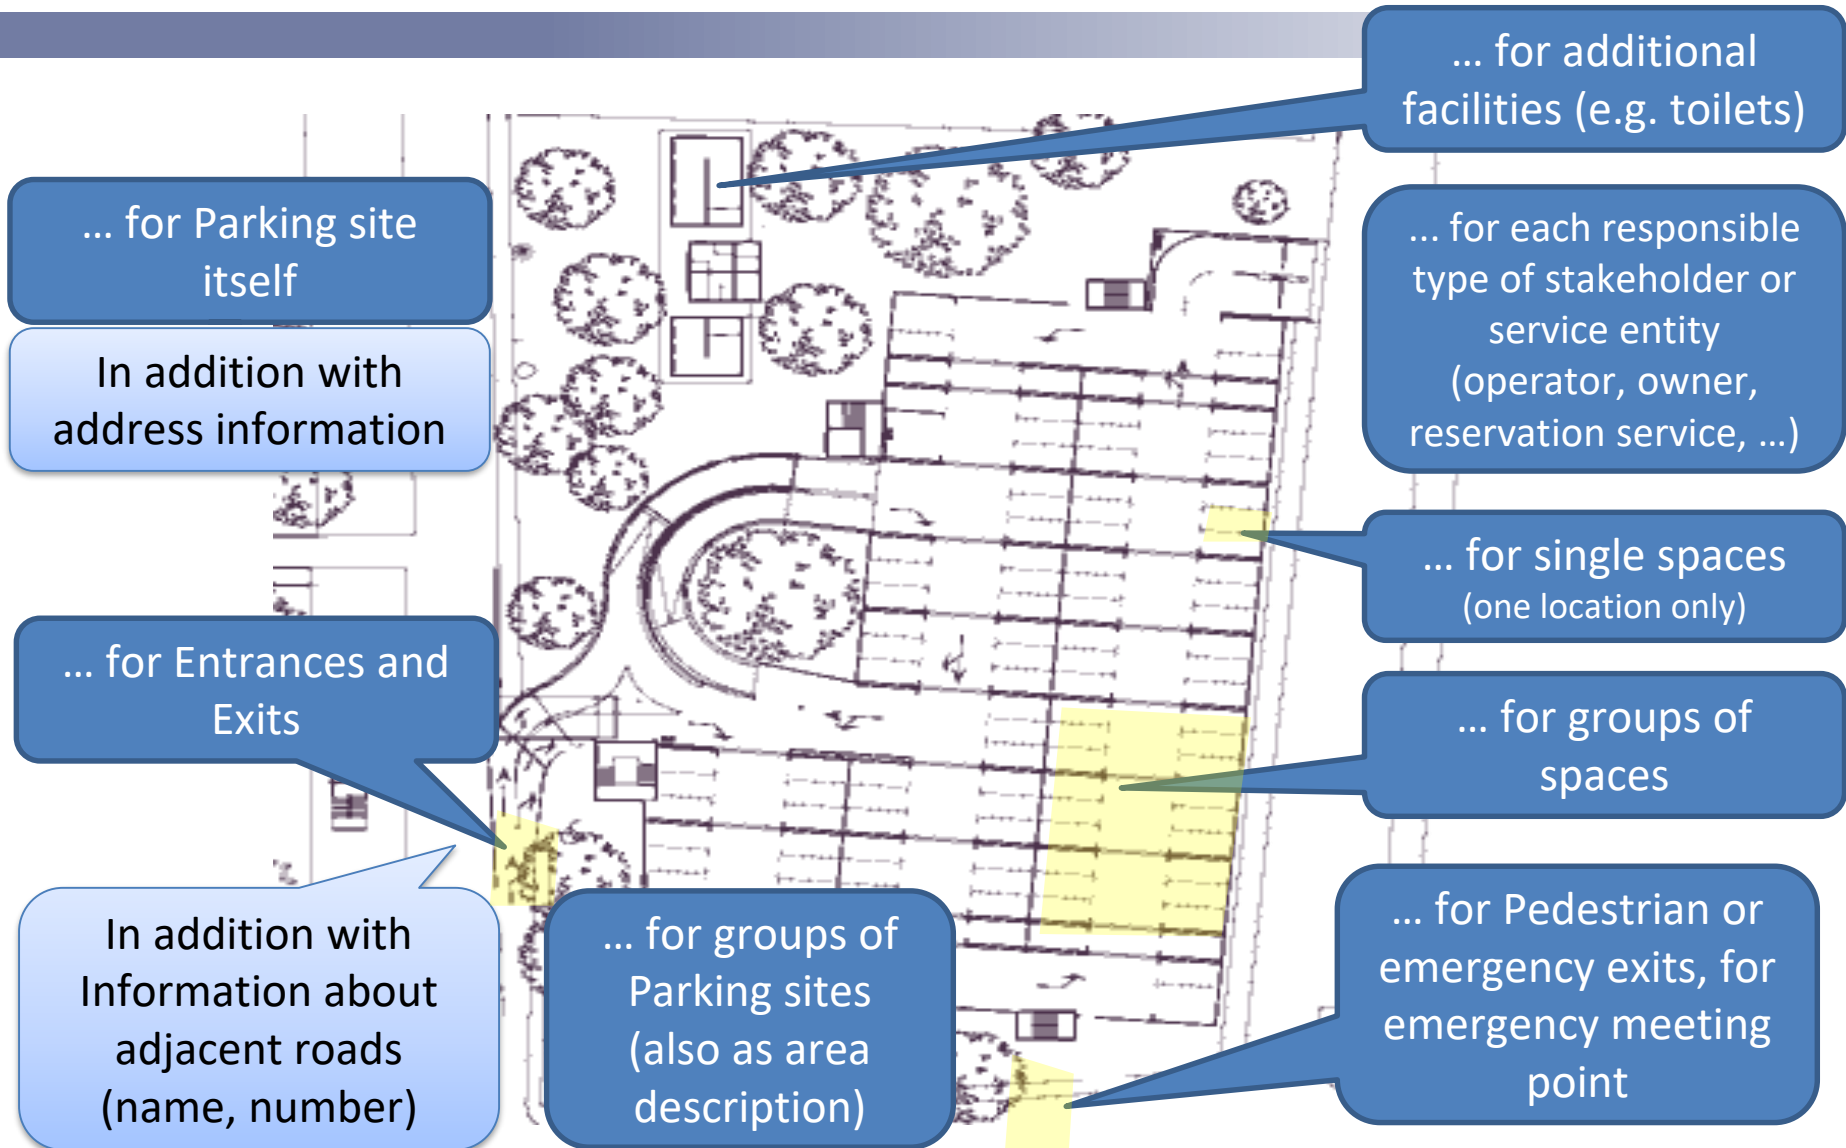 ... for additional
facilities (e.g. toilets)
... for Parking site
itself
In addition with
address information
... for each responsible
type of stakeholder or
service entity
(operator, owner,
reservation service, ...)
... for single spaces
(one location only)
... for Entrances and
Exits
... for groups of
spaces
In addition with
Information about
adjacent roads
(name, number)
... for groups of
Parking sites
(also as area
description)
... for Pedestrian or
emergency exits, for
emergency meeting
point